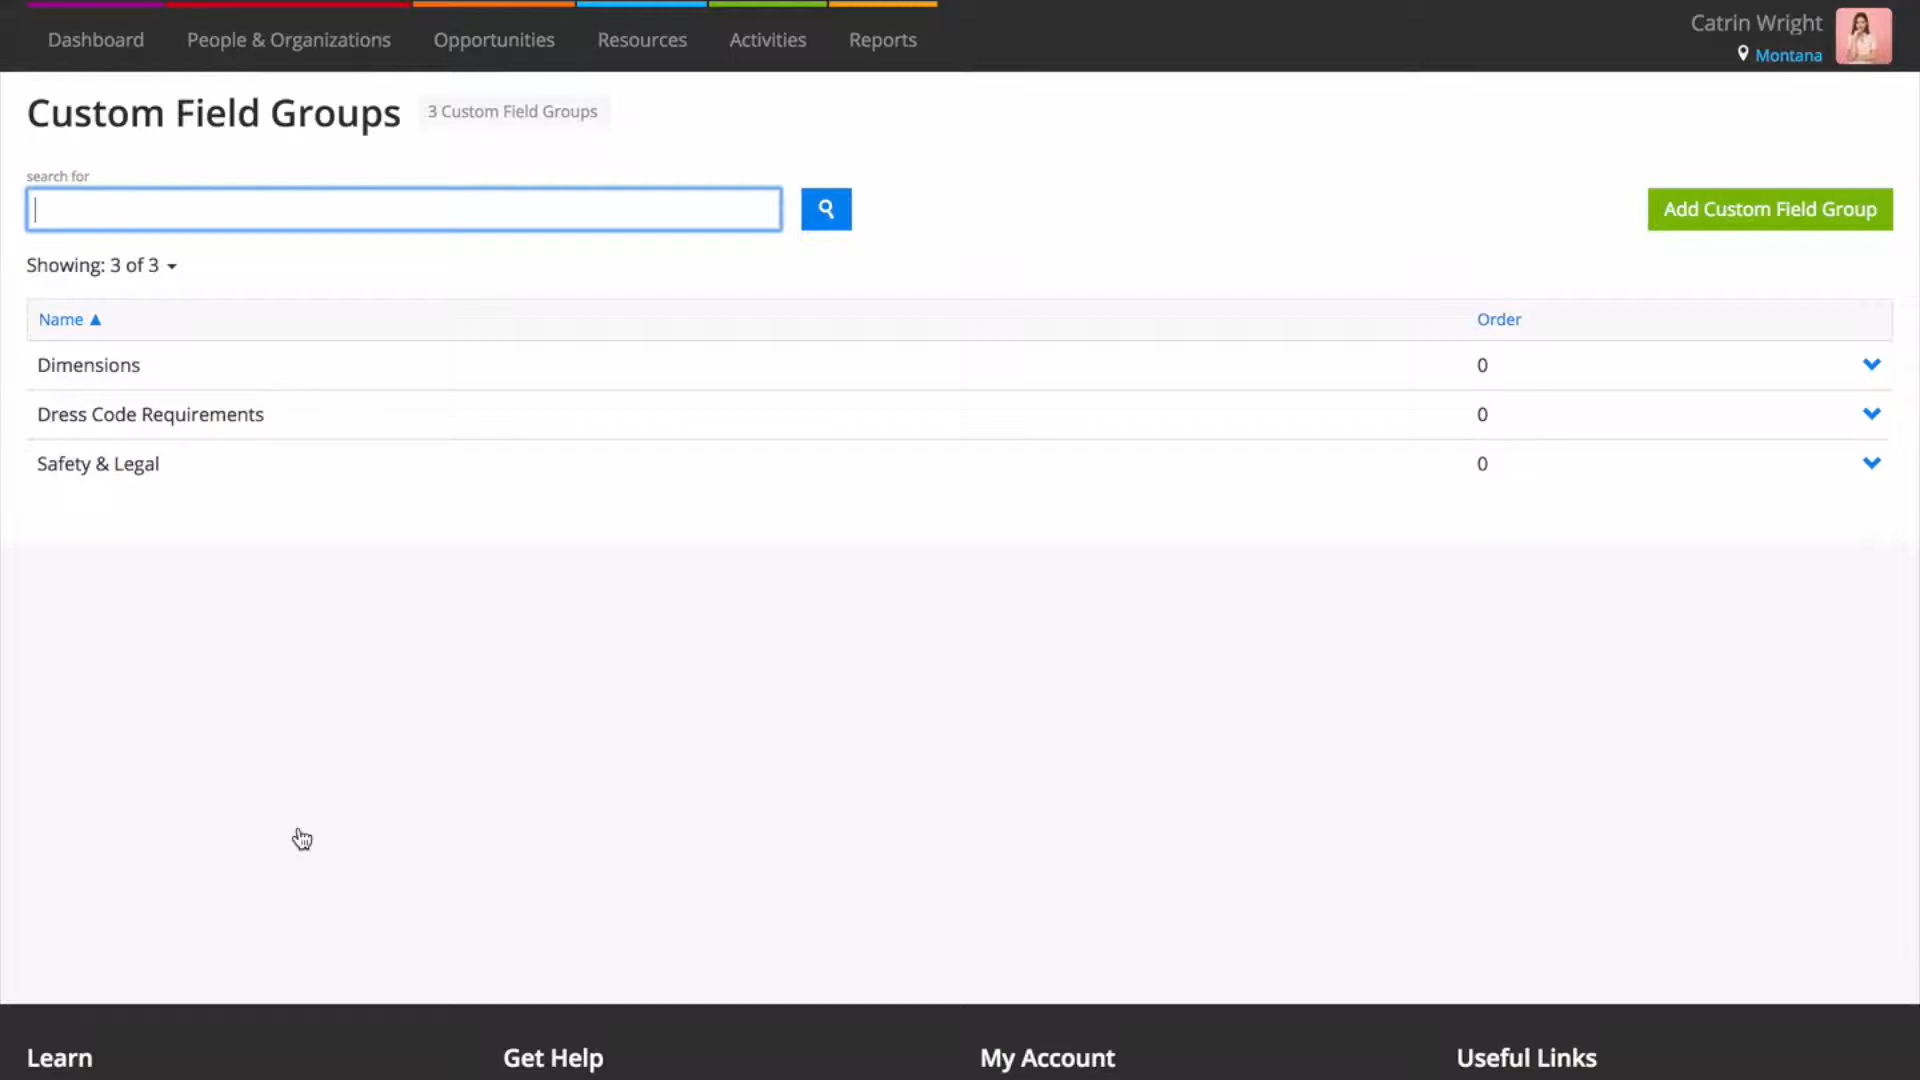 Dashboard People & Organizations Opportunities Resources Activities Reports
Catrin Wright
Montana
Custom Field Groups 3 Custom Field Groups
search for
Add Custom Field Group
Showing: 3 of 3
Name ▲ Order
Dimensions 0
Dress Code Requirements 0
Safety & Legal 0
Learn Get Help My Account Useful Links